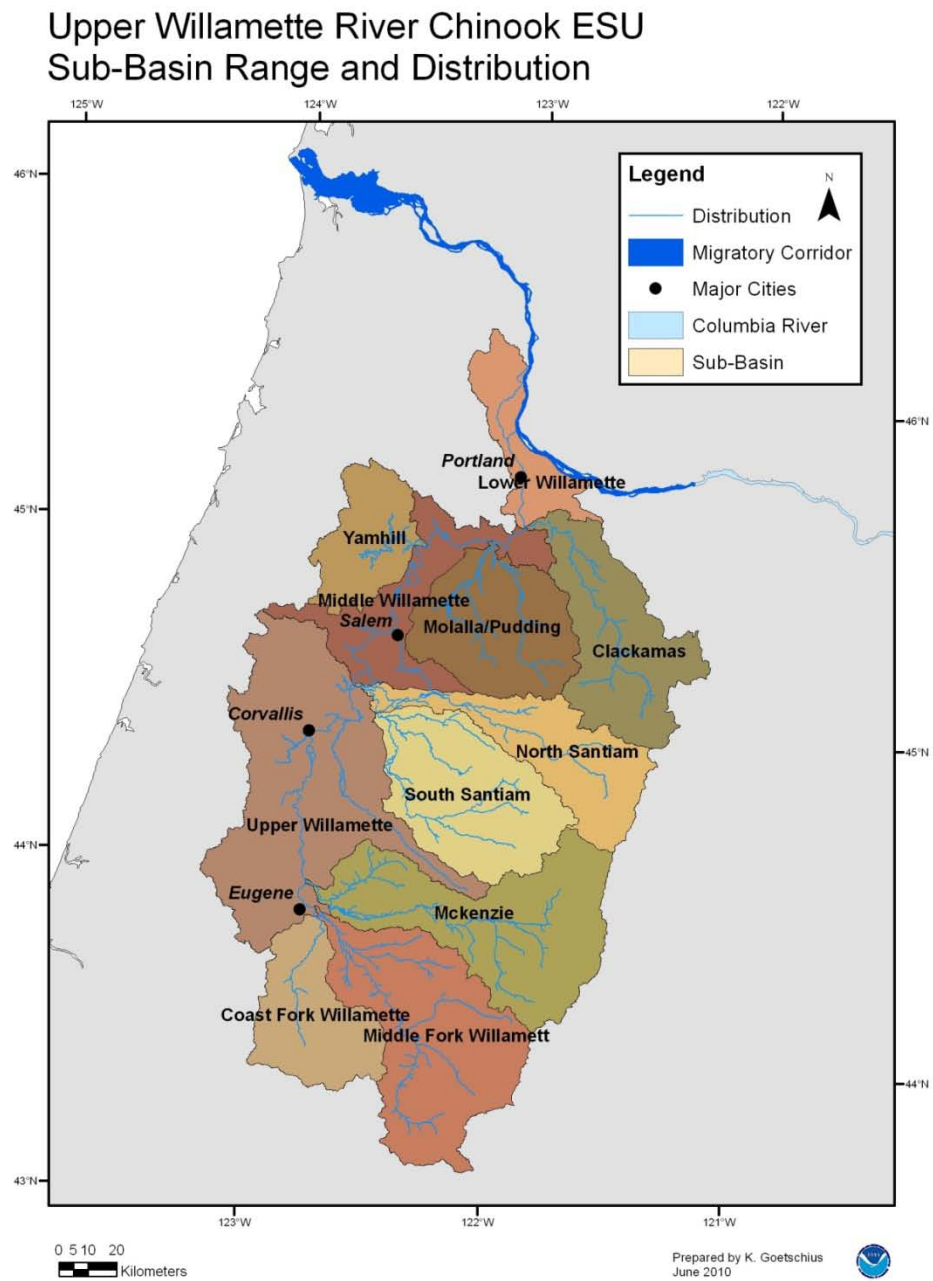 Upper Willamette River Chinook ESU
Sub-Basin Range and Distribution
125°W
124°W
123°W
122°W
46°N
Legend
N
Distribution
Migratory Corridor
Major Cities
Columbia River
Sub-Basin
46°N
Portland
Lower Willamette
45°N
Yamhill
Middle Willamette
Salem
Molalla/Pudding
Clackamas
Corvallis
North Santiam
45°N
South Santiam
Upper Willamette
44°N
Eugene
Mckenzie
Coast Fork Willamette
Middle Fork Willamett
44°N
43°N
123°W
122°W
121°W
0 5 10 20
Kilometers
Prepared by K. Goetschius
June 2010